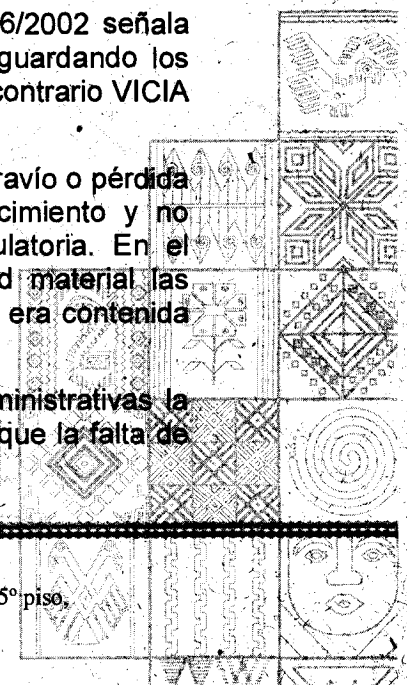 6/2002 señala
guardando los
contrario VICIA
ravío o pérdida
cimiento y no
ulatoria. En el
d material las
era contenida
ministrativas la
que la falta de
5º piso,